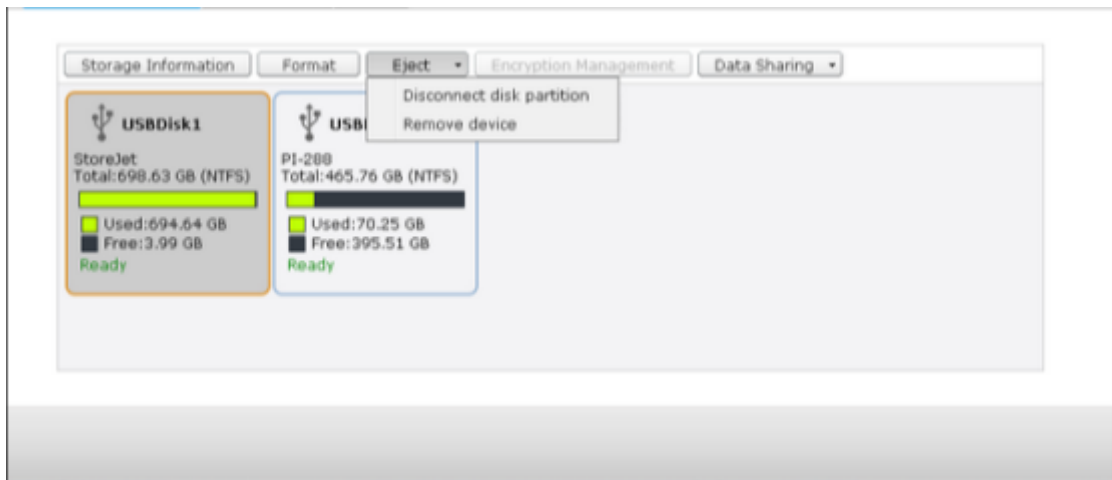 Storage Information Format Eject Encryption Management Data Sharing
Disconnect disk partition
Remove device
USBDisk1
StoreJet
Total:698.63 GB (NTFS)
Used:694.64 GB
Free:3.99 GB
Ready
PI-288
Total:465.76 GB (NTFS)
Used:70.25 GB
Free:395.51 GB
Ready